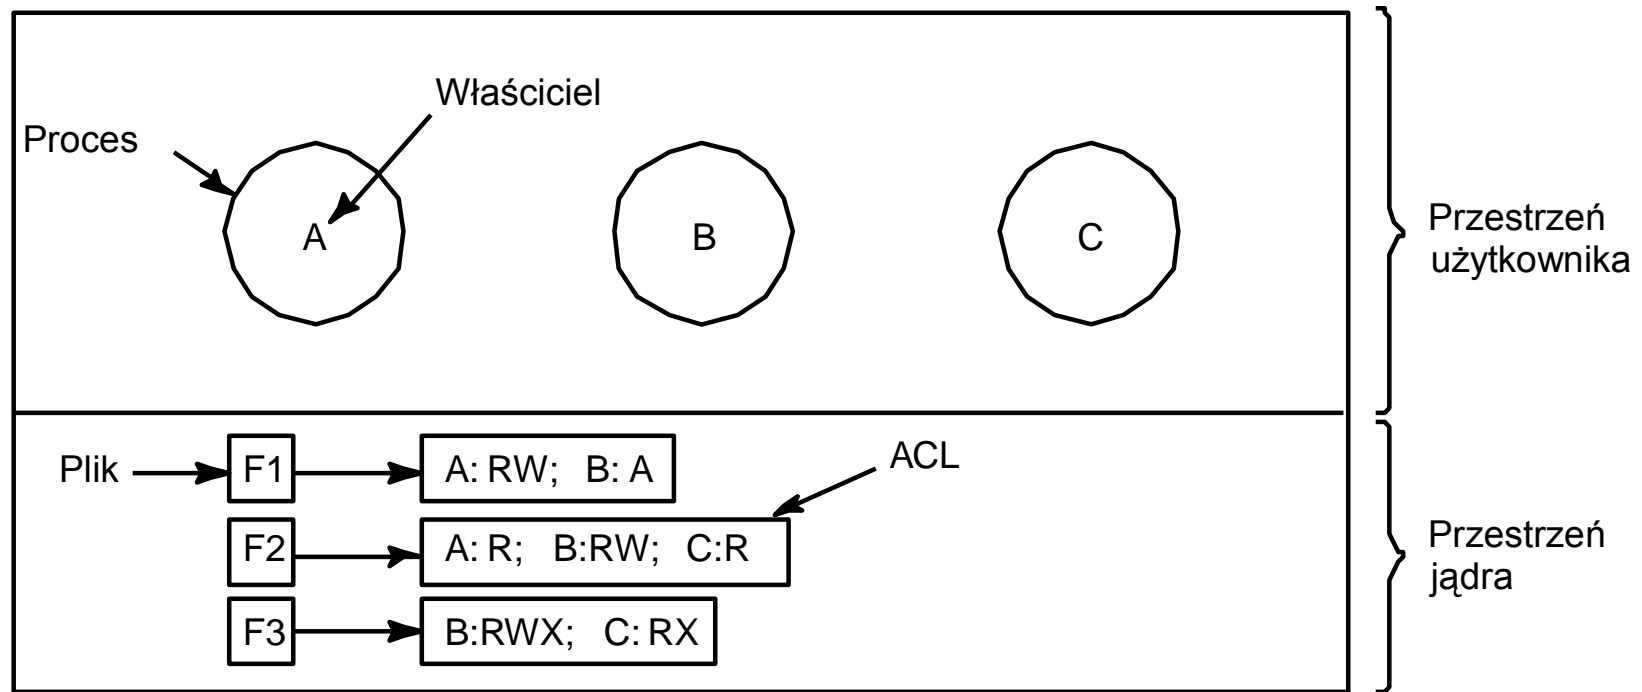 Właściciel
Proces
A
B
C
Przestrzeń
użytkownika
Plik
F1
A: RW; B: A
ACL
F2
A: R; B:RW; C:R
F3
B:RWX; C: RX
Przestrzeń
jądra